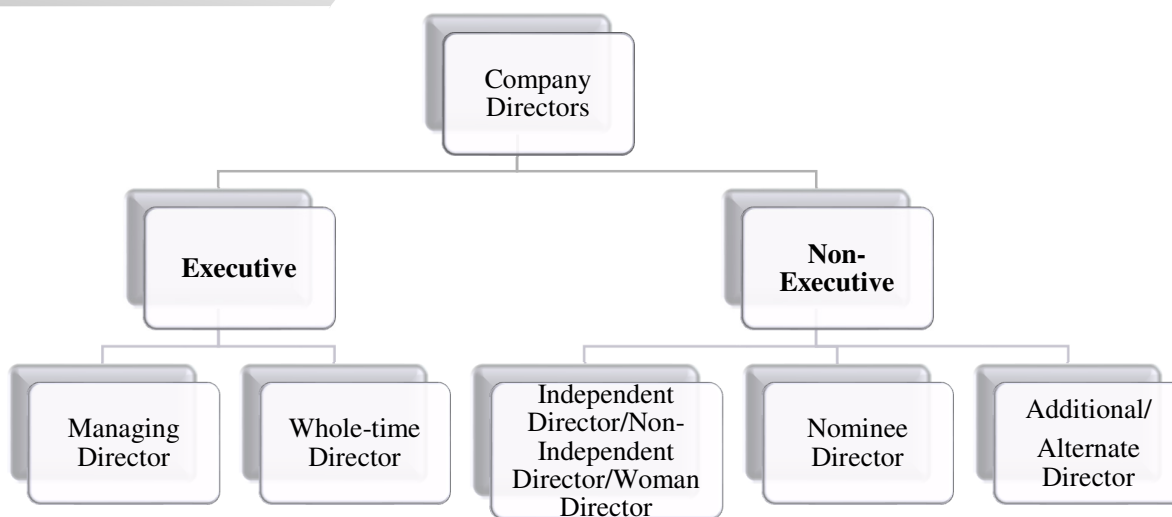 Company
Directors
Executive
Non-
Executive
Managing
Director
Whole-time
Director
Independent
Director/Non-
Independent
Director/Woman
Director
Nominee
Director
Additional/
Alternate
Director